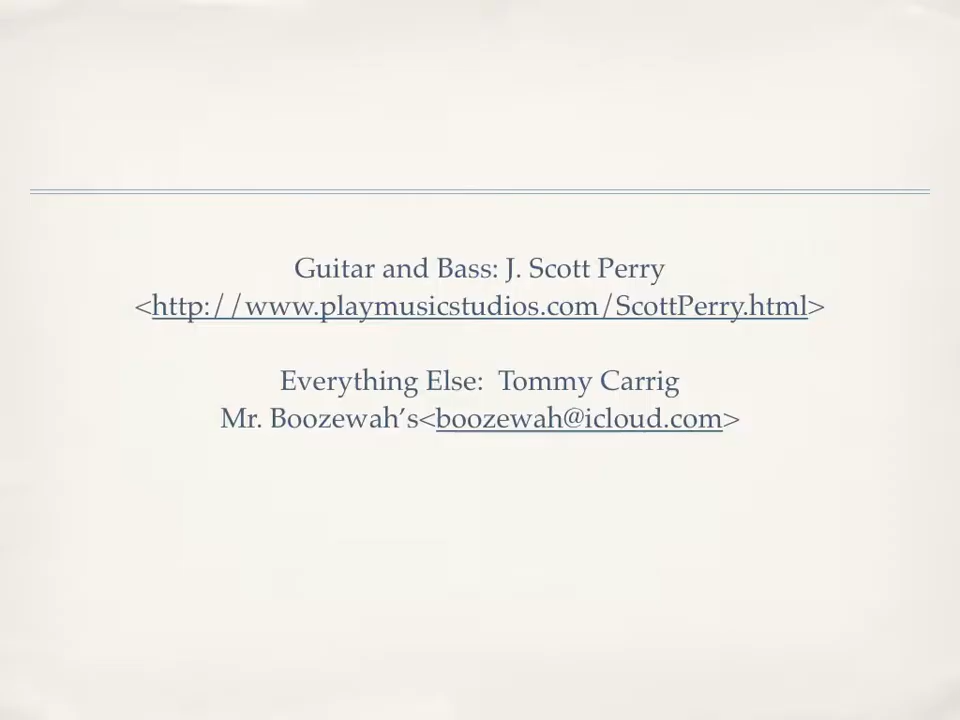 Guitar and Bass: J. Scott Perry
<http://www.playmusicstudios.com/ScottPerry.html>
Everything Else:  Tommy Carrig
Mr. Boozewah’s<boozewah@icloud.com>